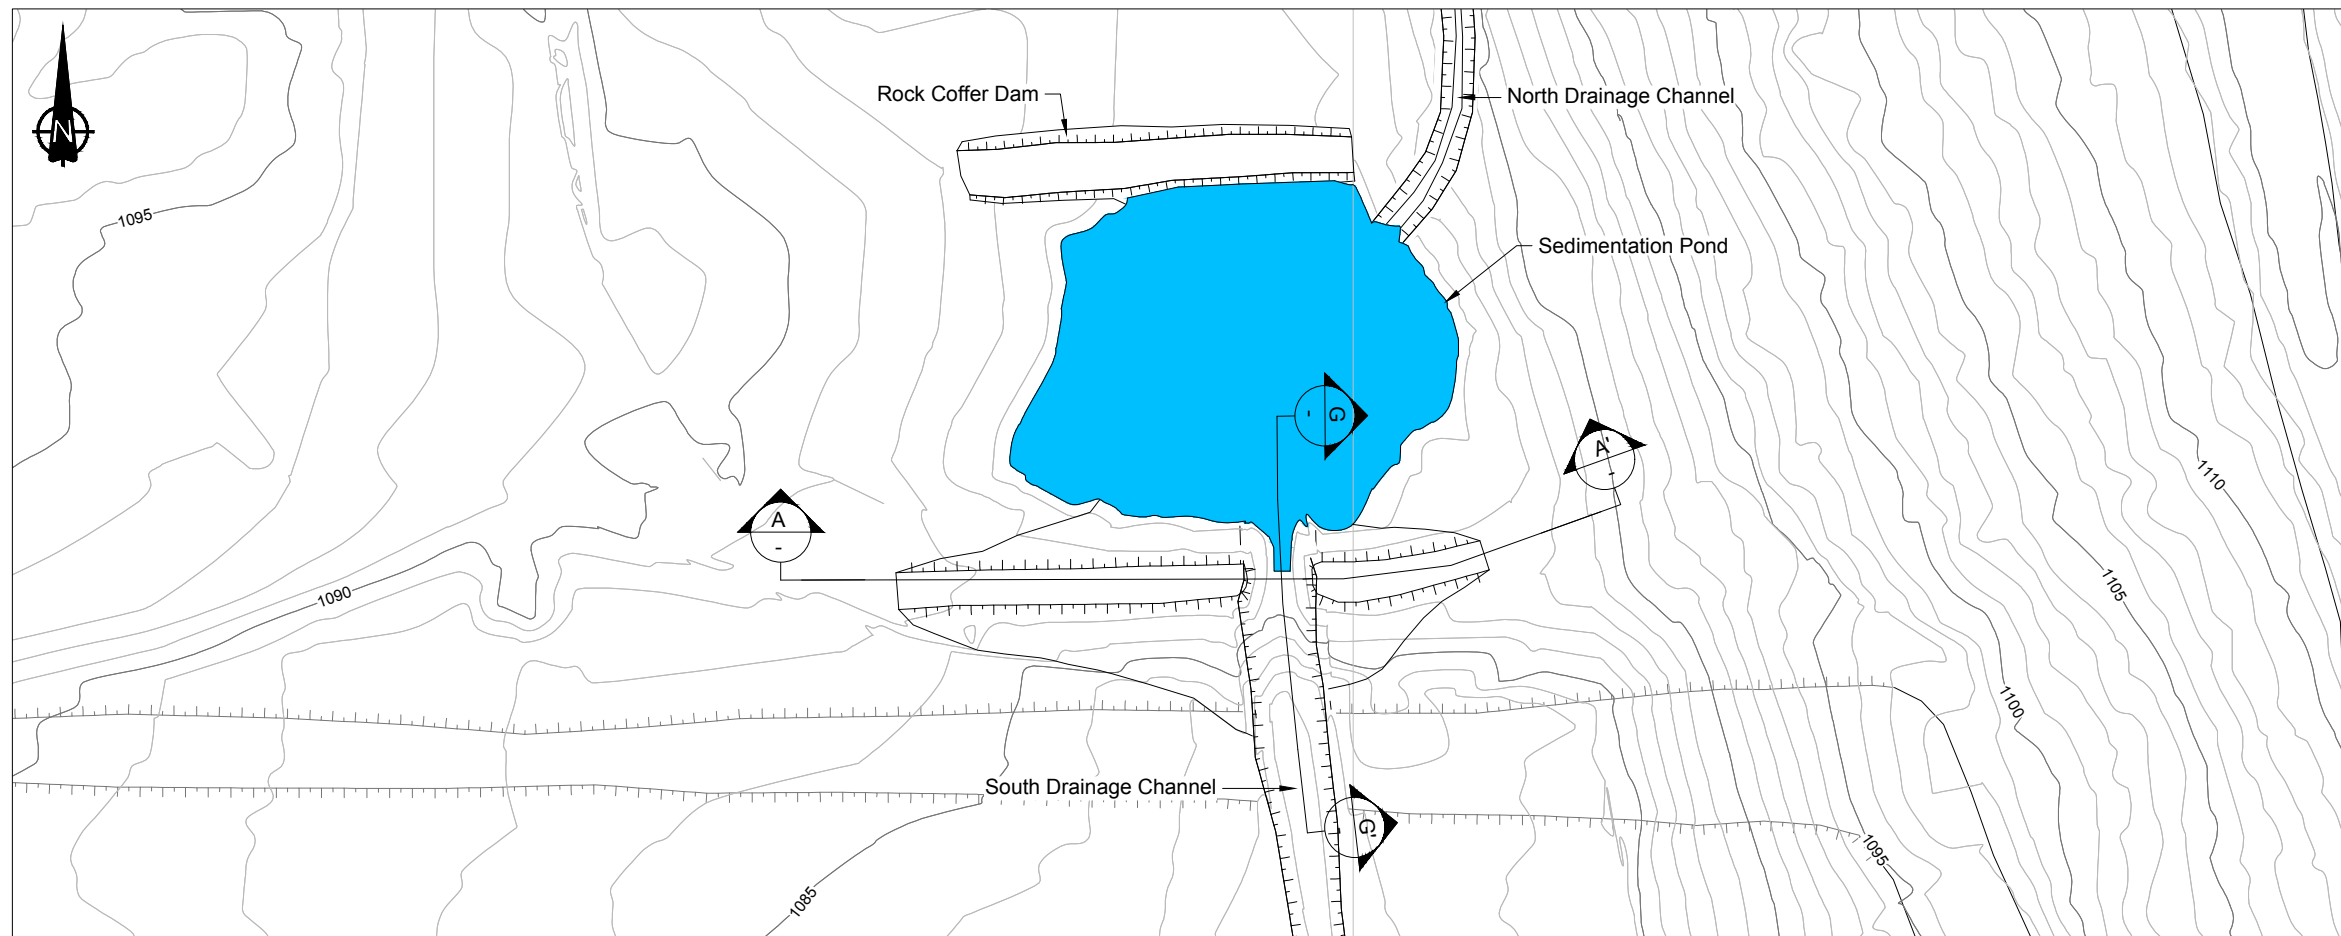 Rock Coffer Dam
North Drainage Channel
N
1095
Sedimentation Pond
G
-
A'
-
1110
A
-
1105
1090
1100
South Drainage Channel
G'
1095
1085